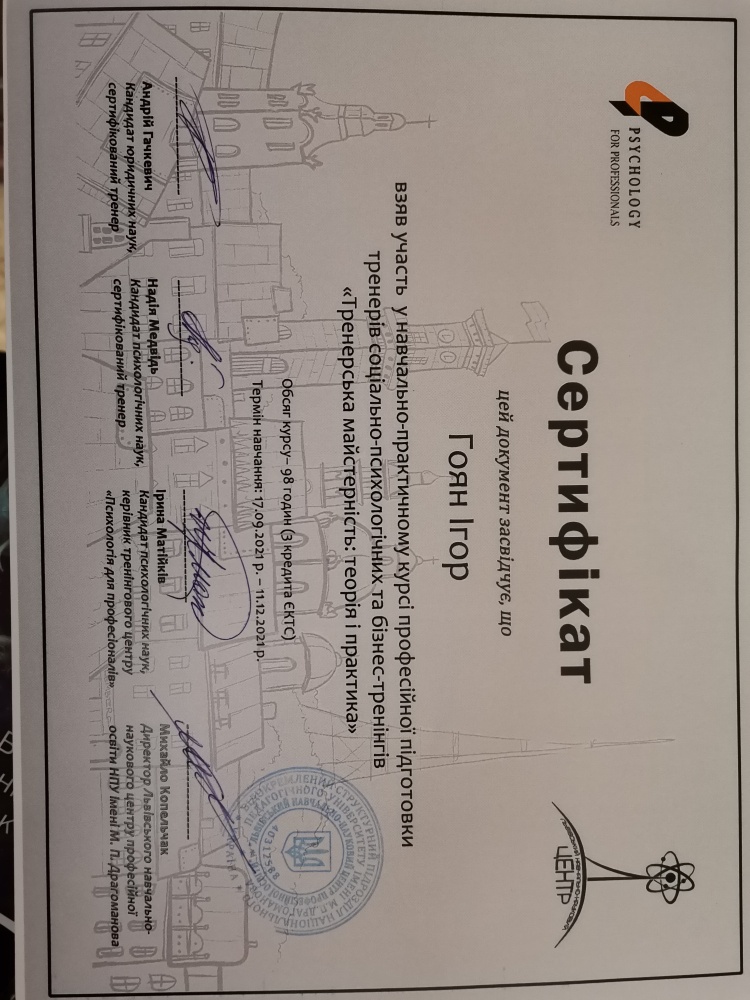 PSYCHOLOGY
FOR PROFESSIONALS
ЦЕНТР
Сертифікат
цей документ засвідчує, що
Гоян Ігор
взяв участь у навчально-практичному курсі професійної підготовки
тренерів соціально-психологічних та бізнес-тренінгів
«Тренерська майстерність: теорія і практика»
Обсяг курсу– 98 годин (3 кредита ЄКТС)
Термін навчання: 17.09.2021 р. – 11.12.2021 р.
Андрій Гачкевич
Кандидат юридичних наук,
сертифікований тренер
Надія Медвідь
Кандидат психологічних наук,
сертифікований тренер
Ірина Матійків
Кандидат психологічних наук,
керівник тренінгового центру
«Психологія для професіоналів»
Михайло Копельчак
Директор Львівського навчально-
наукового центру професійної
освіти НПУ імені М. П. Драгоманова
40312588